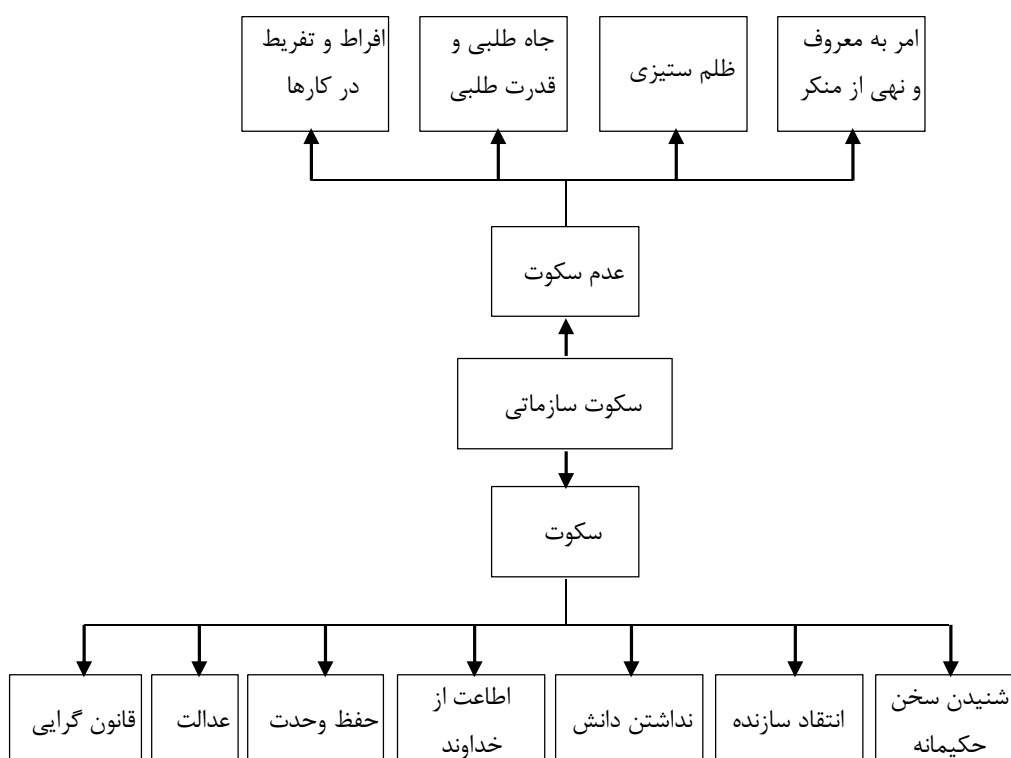 امر به معروف
و نهی از منکر
ظلم ستیزی
جاه طلبی و
قدرت طلبی
افراط و تفریط
در کارها
عدم سکوت
سکوت سازماتی
سکوت
شنیدن سخن
حکیمانه
انتقاد سازنده
نداشتن دانش
اطاعت از
خداوند
حفظ وحدت
عدالت
قانون گرایی